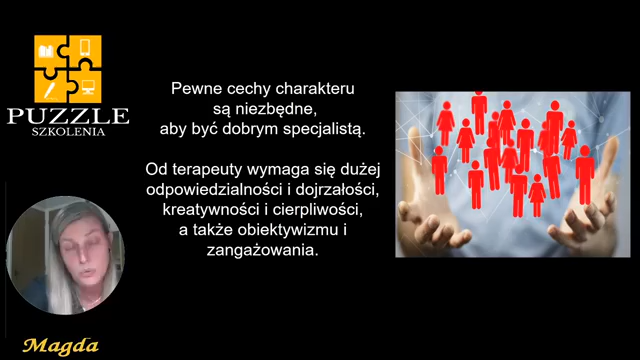 PUZZLE
SZKOLENIA
Pewne cechy charakteru
są niezbędne,
aby być dobrym specjalistą.
Od terapeuty wymaga się dużej
odpowiedzialności i dojrzałości,
kreatywności i cierpliwości,
a także obiektywizmu i
zangażowania.
Magda